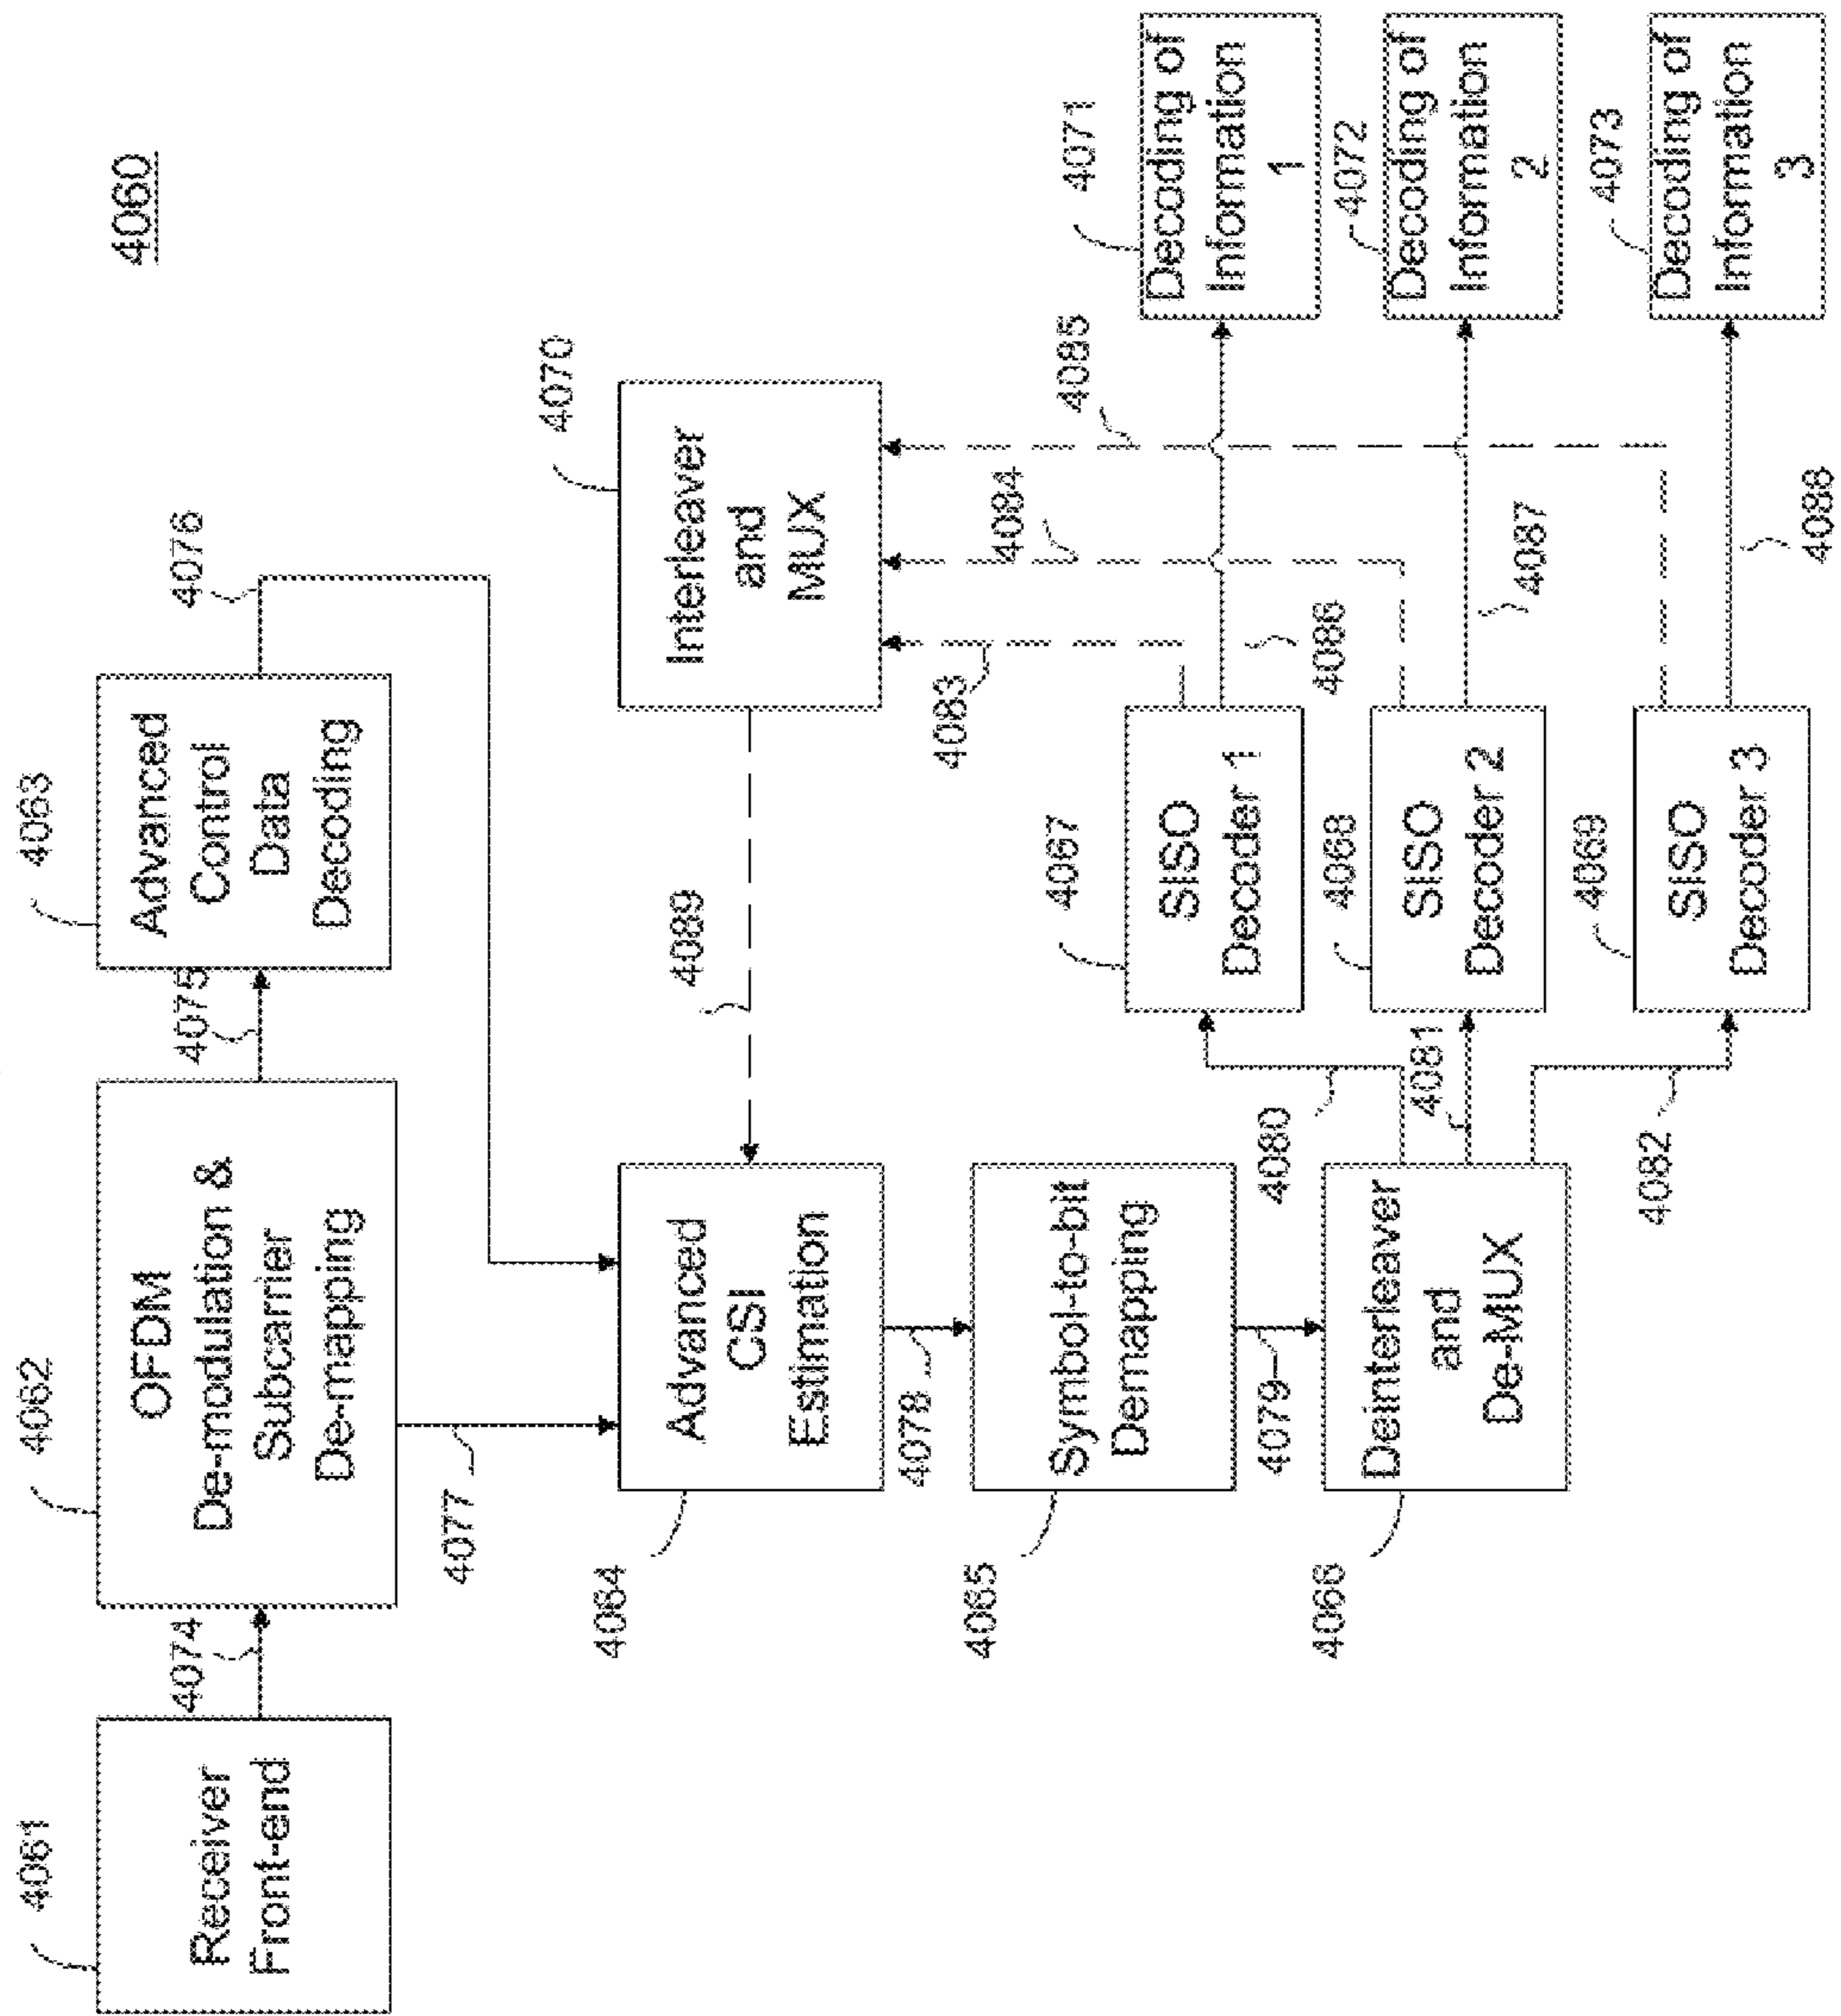 4060
4061
Receiver
Front-end
4074
4062
OFDM
De-modulation &
Subcarrier
De-mapping
4075
4063
Advanced
Control
Data
Decoding
4076
4077
4064
Advanced
CSI
Estimation
4089
4070
Interleaver
and
MUX
4078
4065
Symbol-to-bit
Demapping
4079
4066
Deinterleaver
and
De-MUX
4080
4081
4082
4067
SISO
Decoder 1
4068
SISO
Decoder 2
4069
SISO
Decoder 3
4083
4084
4085
4086
4087
4088
4071
Decoding of
Information
1
4072
Decoding of
Information
2
4073
Decoding of
Information
3